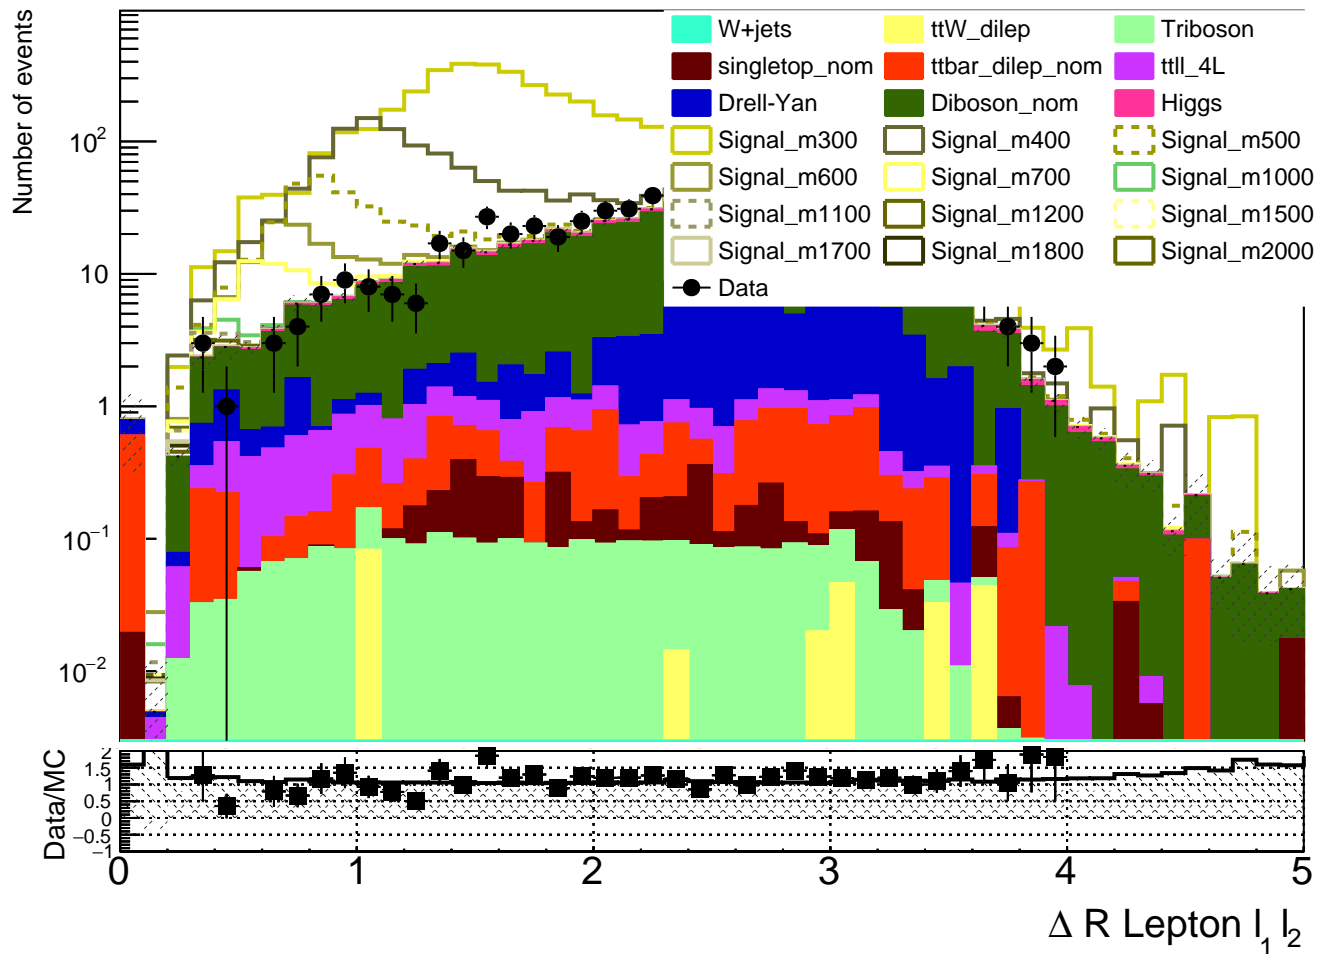 Number of events
W+jets ttW_dilep Triboson
singletop_nom ttbar_dilep_nom ttll_4L
Drell-Yan Diboson_nom Higgs
Signal_m300 Signal_m400 Signal_m500
Signal_m600 Signal_m700 Signal_m1000
Signal_m1100 Signal_m1200 Signal_m1500
Signal_m1700 Signal_m1800 Signal_m2000
Data
10²
10
1
10⁻¹
10⁻²
Data/MC
2
1.5
1
0.5
0
−0.5
−1
0 1 2 3 4 5
Δ R Lepton l₁ l₂